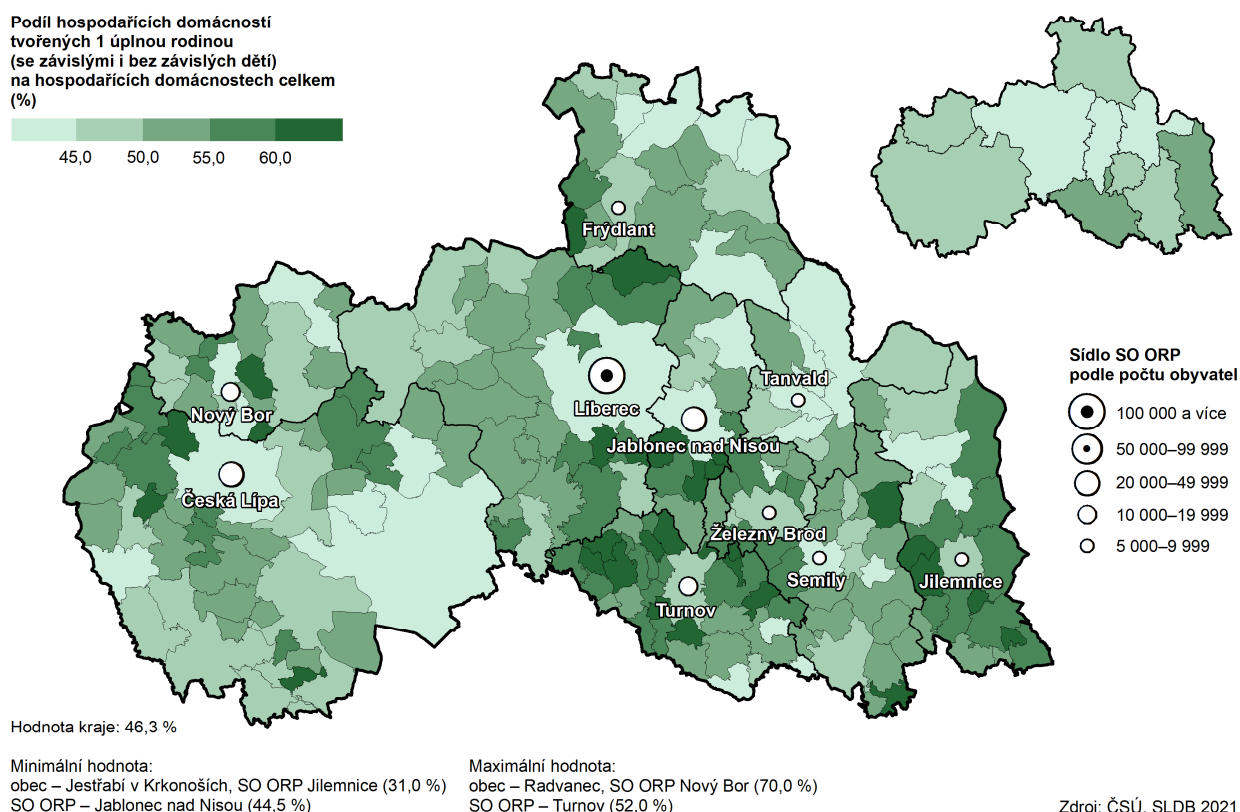 Podíl hospodařících domácností
tvořených 1 úplnou rodinou
(se závislými i bez závislých dětí)
na hospodařících domácnostech celkem
(%)
45,0 50,0 55,0 60,0
Frýdlant
Sídlo SO ORP
podle počtu obyvatel
100 000 a více
50 000–99 999
20 000–49 999
10 000–19 999
5 000–9 999
Tanvald
Liberec
Nový Bor
Jablonec nad Nisou
Česká Lípa
Železný Brod
Semily
Jilemnice
Turnov
Hodnota kraje: 46,3 %
Minimální hodnota:
obec – Jestřabí v Krkonoších, SO ORP Jilemnice (31,0 %)
SO ORP – Jablonec nad Nisou (44,5 %)
Maximální hodnota:
obec – Radvanec, SO ORP Nový Bor (70,0 %)
SO ORP – Turnov (52,0 %)
Zdroj: ČSÚ, SLDB 2021